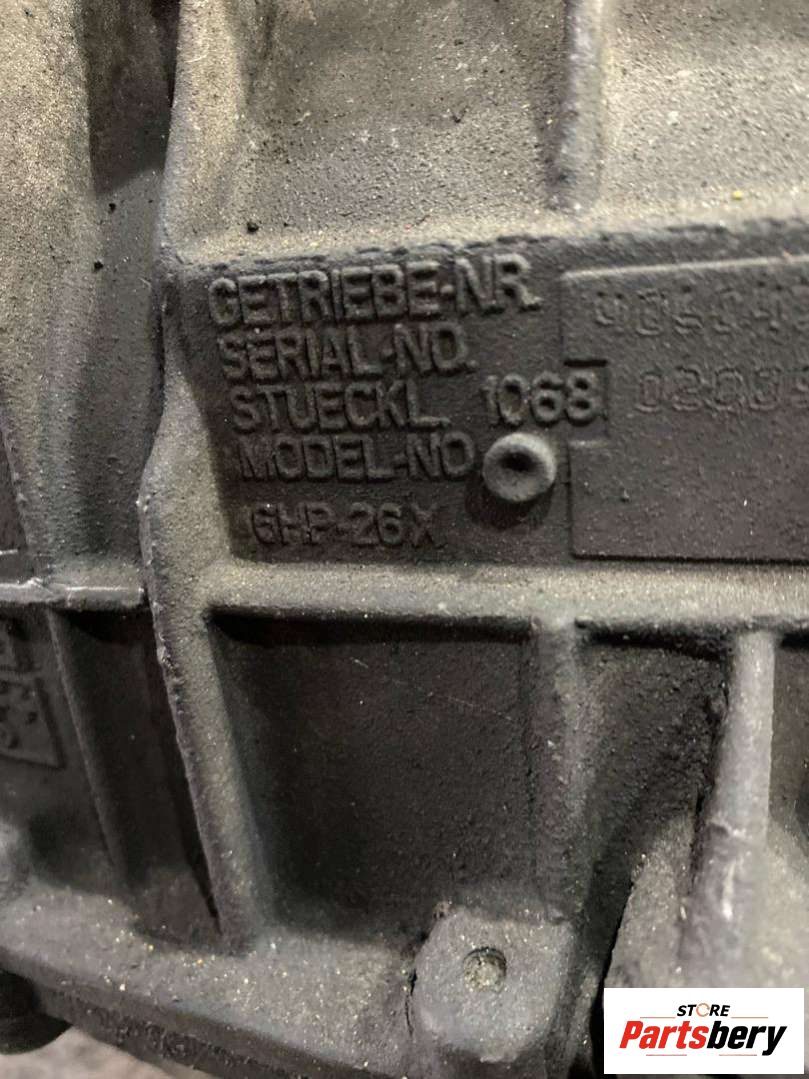 GETRIEBE-NR.
SERIAL-NO.
STUECKL. 1068
MODEL-NO
6HP-26X
STORE
Partsbery